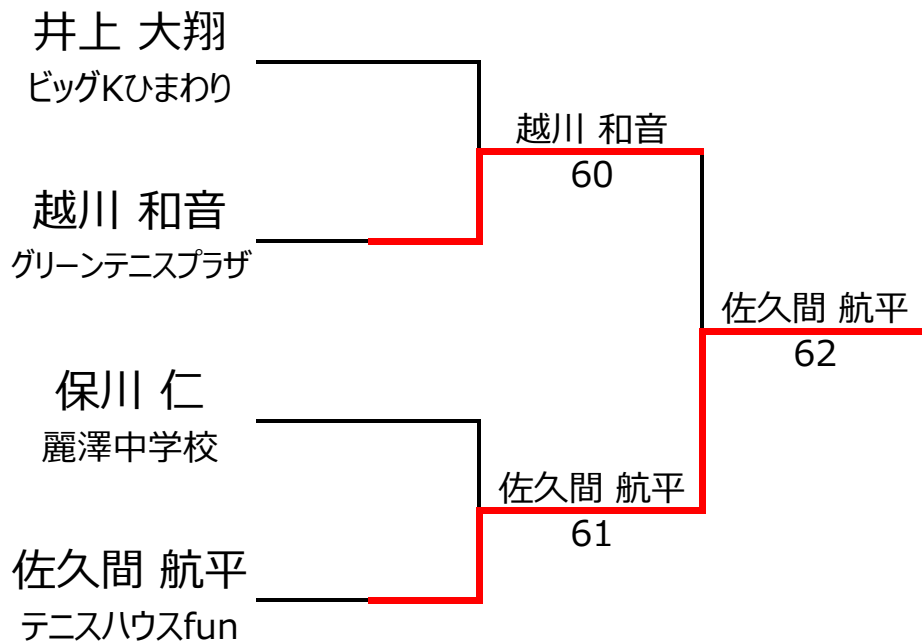 井上 大翔
ビッグKひまわり
越川 和音
60
越川 和音
グリーンテニスプラザ
佐久間 航平
62
保川 仁
麗澤中学校
佐久間 航平
61
佐久間 航平
テニスハウスfun